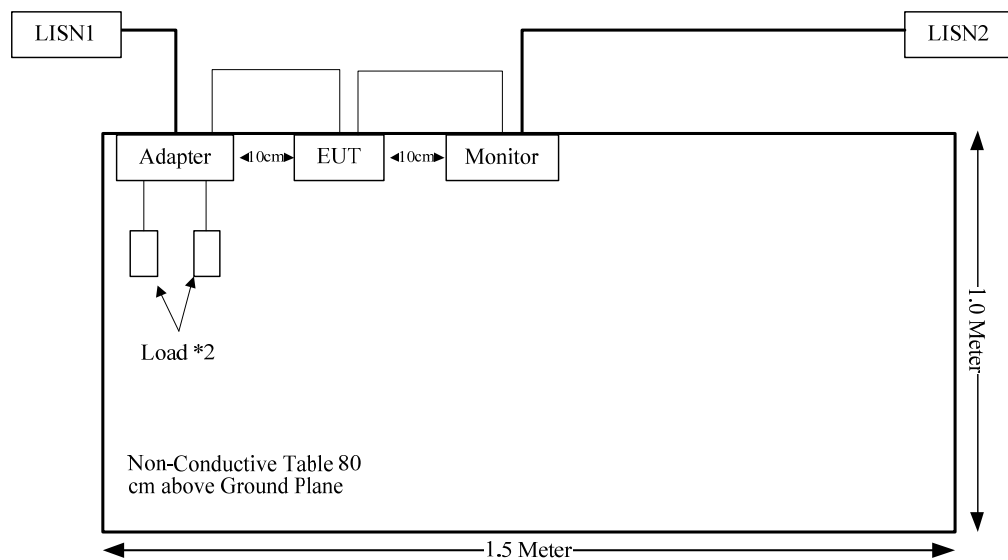 LISN1
LISN2
Adapter
10cm
EUT
10cm
Monitor
Load *2
1.0 Meter
Non-Conductive Table 80
cm above Ground Plane
1.5 Meter